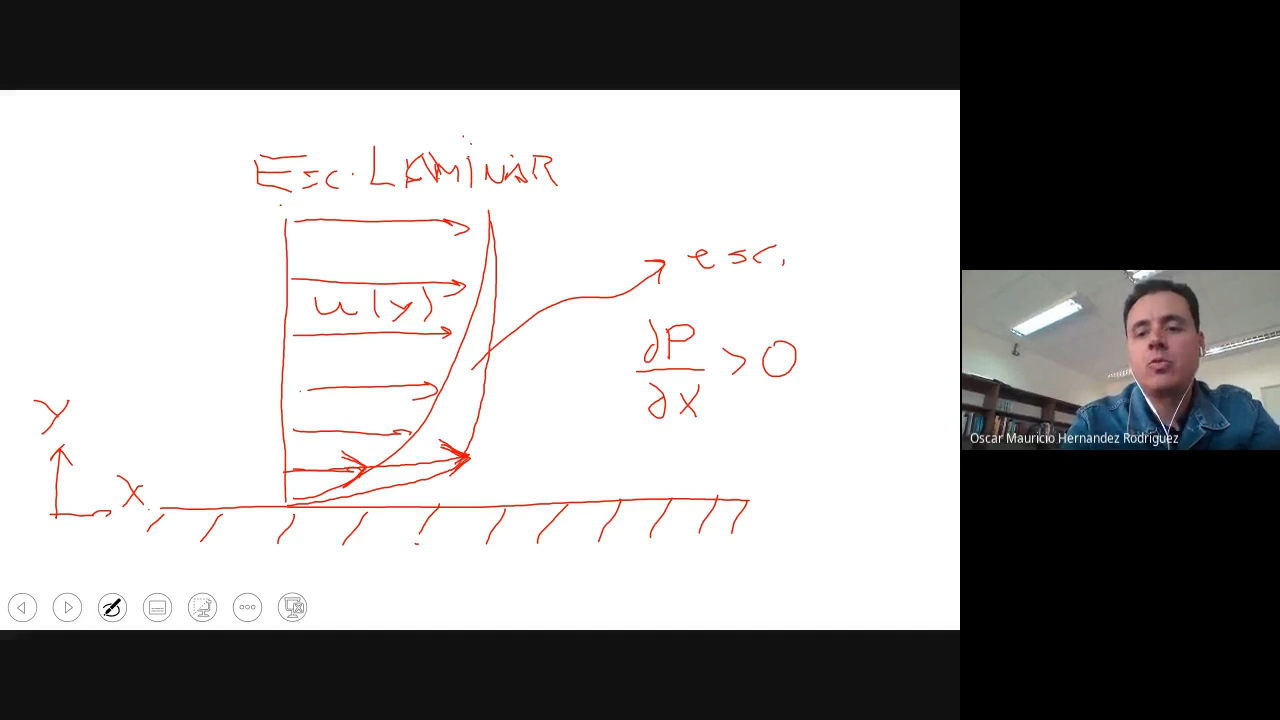 Esc. LAMINAR
u(y)
esc.
∂P/∂X > 0
Y
X
Oscar Mauricio Hernandez Rodriguez